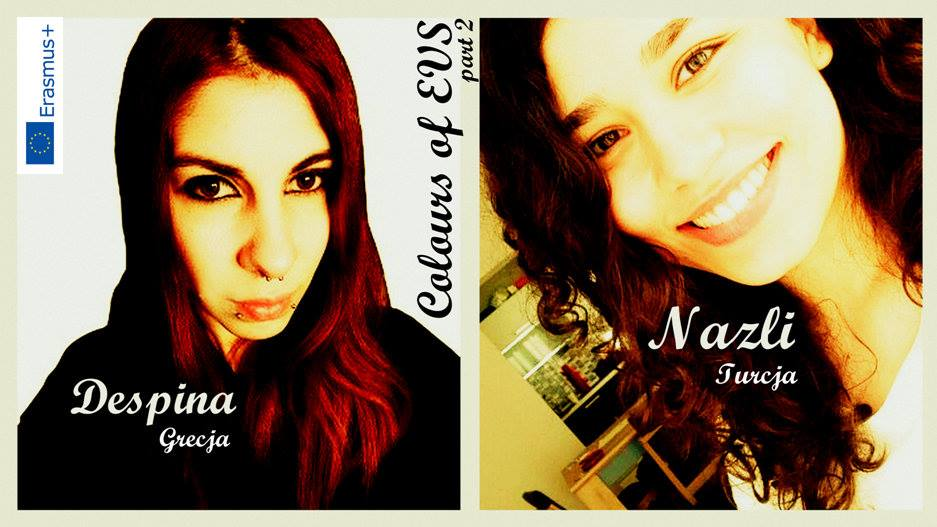 Erasmus+
Colours of EVS
part 2
Despina
Grecja
Nazli
Turcja